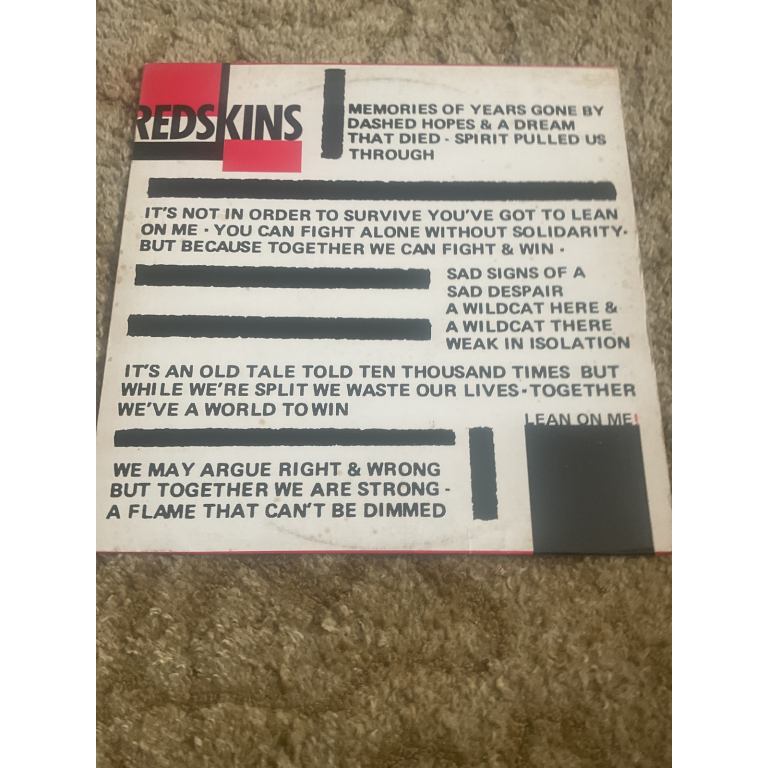 REDSKINS
MEMORIES OF YEARS GONE BY
DASHED HOPES & A DREAM
THAT DIED - SPIRIT PULLED US
THROUGH
IT'S NOT IN ORDER TO SURVIVE YOU'VE GOT TO LEAN
ON ME · YOU CAN FIGHT ALONE WITHOUT SOLIDARITY·
BUT BECAUSE TOGETHER WE CAN FIGHT & WIN ·
SAD SIGNS OF A
SAD DESPAIR
A WILDCAT HERE &
A WILDCAT THERE
WEAK IN ISOLATION
IT'S AN OLD TALE TOLD TEN THOUSAND TIMES BUT
WHILE WE'RE SPLIT WE WASTE OUR LIVES·TOGETHER
WE'VE A WORLD TO WIN
LEAN ON ME!
WE MAY ARGUE RIGHT & WRONG
BUT TOGETHER WE ARE STRONG -
A FLAME THAT CAN'T BE DIMMED